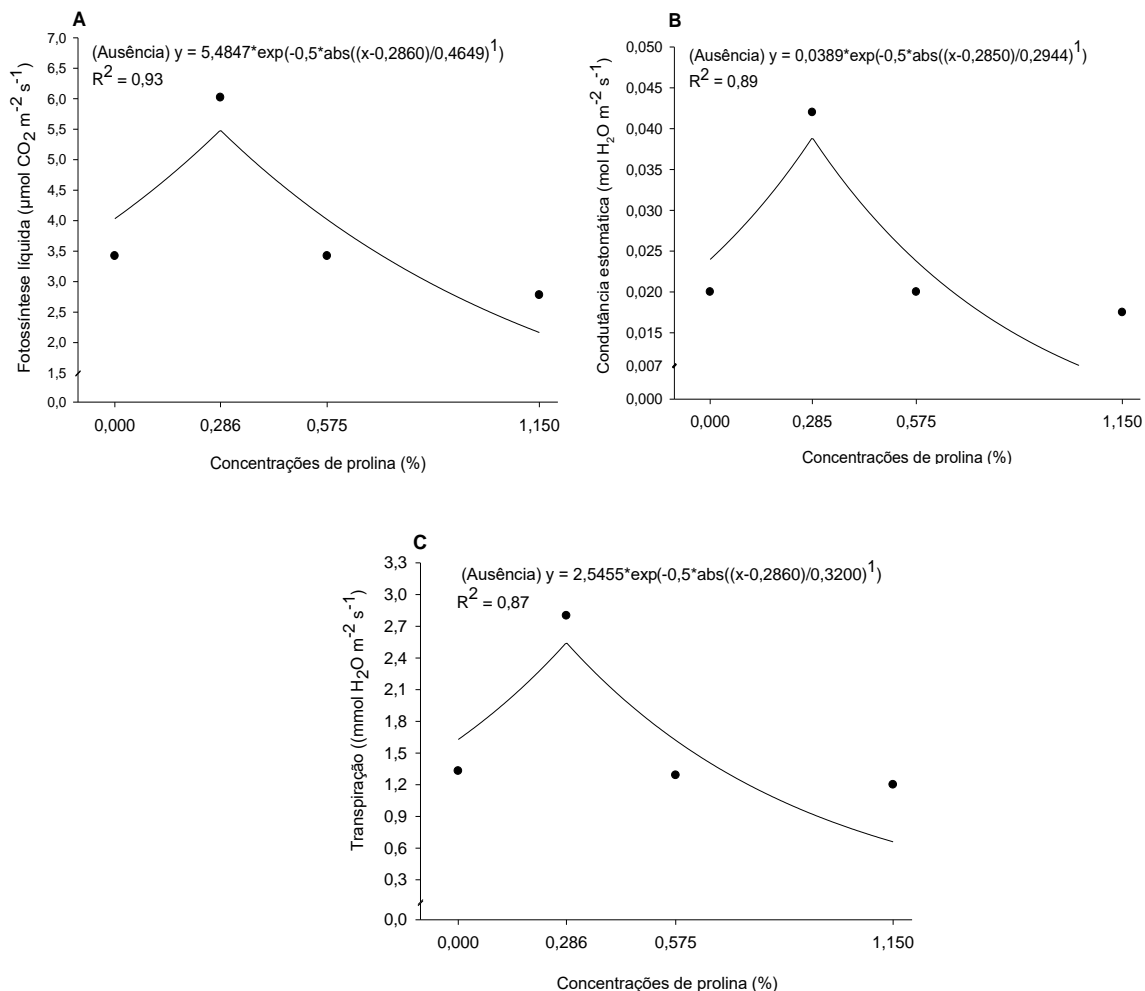 A
(Ausência) y = 5,4847*exp(-0,5*abs((x-0,2860)/0,4649)^1)
R^2 = 0,93
Fotossíntese líquida (µmol CO2 m^-2 s^-1)
7,0
6,5
6,0
5,5
5,0
4,5
4,0
3,5
3,0
2,5
2,0
1,5
0,0
0,000 0,286 0,575 1,150
Concentrações de prolina (%)
B
(Ausência) y = 0,0389*exp(-0,5*abs((x-0,2850)/0,2944)^1)
R^2 = 0,89
Condutância estomática (mol H2O m^-2 s^-1)
0,050
0,045
0,040
0,035
0,030
0,025
0,020
0,015
0,007
0,000
0,000 0,285 0,575 1,150
Concentrações de prolina (%)
C
(Ausência) y = 2,5455*exp(-0,5*abs((x-0,2860)/0,3200)^1)
R^2 = 0,87
Transpiração ((mmol H2O m^-2 s^-1)
3,3
3,0
2,7
2,4
2,1
1,8
1,5
1,2
0,9
0,6
0,3
0,0
0,000 0,286 0,575 1,150
Concentrações de prolina (%)